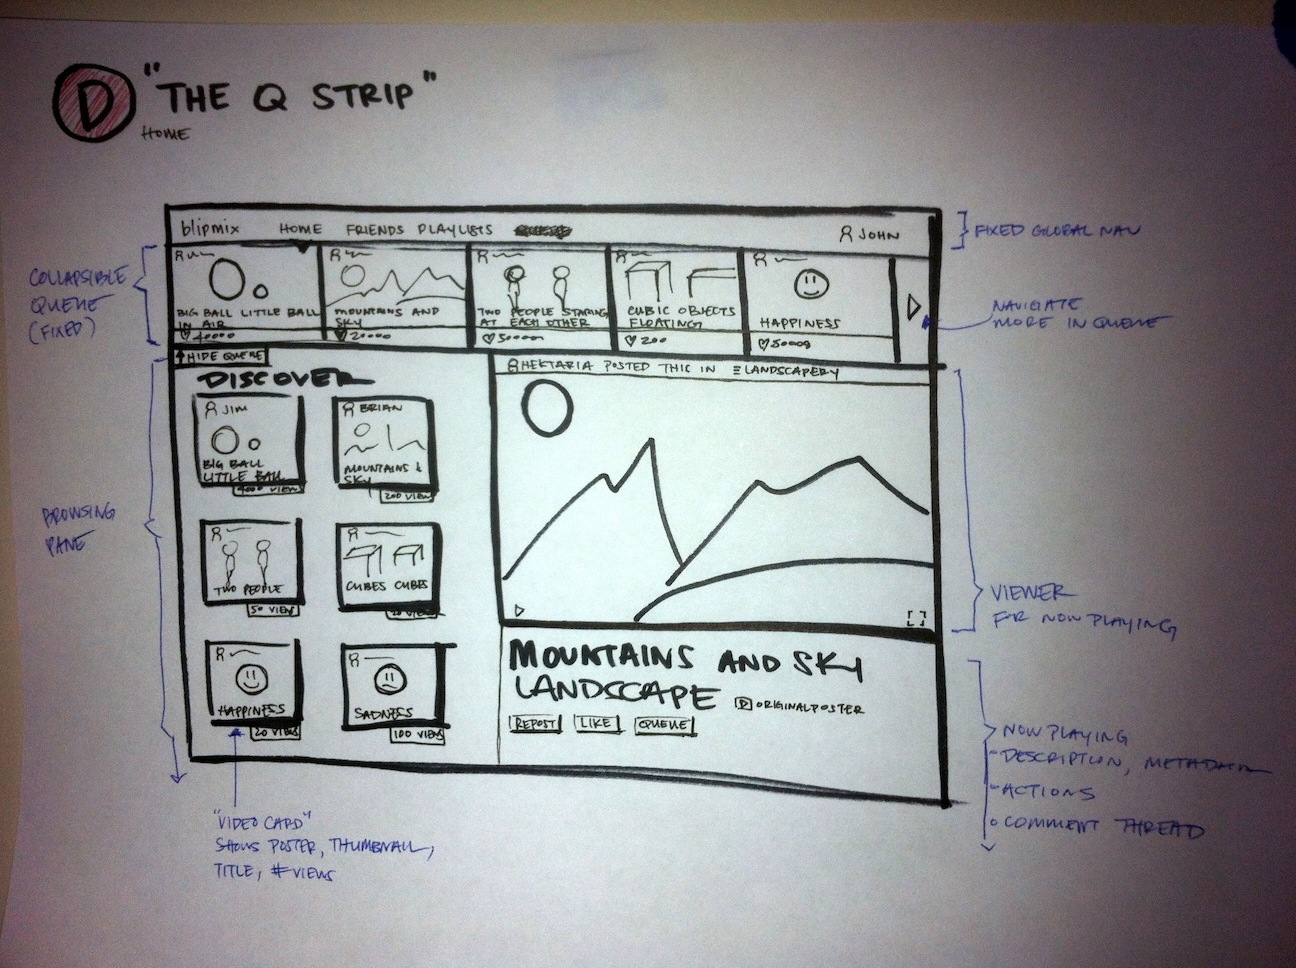 D "THE Q STRIP"
HOME
blipmix HOME FRIENDS PLAYLISTS JOHN
FIXED GLOBAL NAV
COLLAPSIBLE
QUEUE
(FIXED)
BIG BALL LITTLE BALL
IN AIR
♡ 40000
MOUNTAINS AND
SKY
♥ 20000
TWO PEOPLE STARING
AT EACH OTHER
♡ 50000
CUBIC OBJECTS
FLOATING
♡ 200
HAPPINESS
♡
NAVIGATE
MORE IN QUEUE
↑ HIDE QUEUE
DISCOVER
JIM
BIG BALL
LITTLE BALL
4000 VIEWS
BRIAN
MOUNTAINS &
SKY
200 VIEWS
TWO PEOPLE
50 VIEWS
CUBES CUBES
20 VIEWS
HAPPINESS
20 VIEWS
SADNESS
100 VIEWS
BROWSING
PANE
HEKTARIA POSTED THIS IN ≡ LANDSCAPERY
VIEWER
FOR NOW PLAYING
MOUNTAINS AND SKY
LANDSCAPE ORIGINALPOSTER
REPOST LIKE QUEUE
NOW PLAYING
- DESCRIPTION, METADATA
- ACTIONS
COMMENT THREAD
"VIDEO CARD"
SHOWS POSTER, THUMBNAIL,
TITLE, # VIEWS